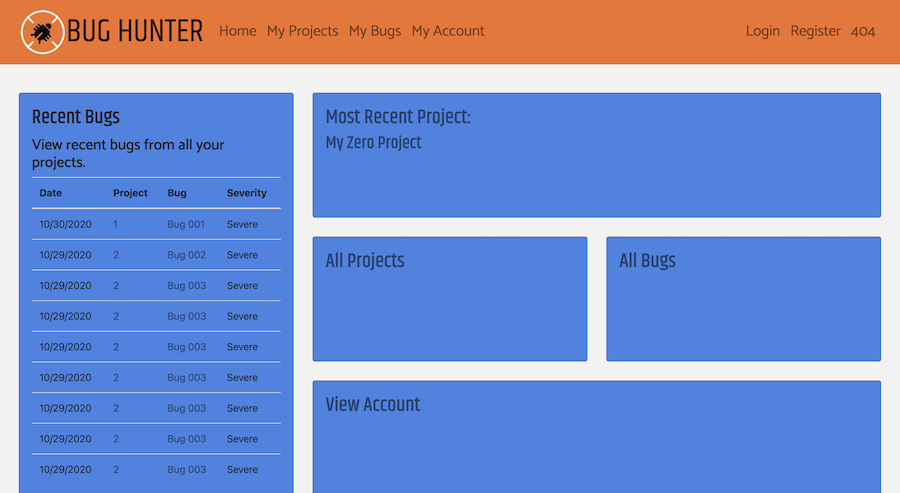 BUG HUNTER Home My Projects My Bugs My Account Login Register 404
Recent Bugs
View recent bugs from all your
projects.
Date Project Bug Severity
10/30/2020 1 Bug 001 Severe
10/29/2020 2 Bug 002 Severe
10/29/2020 2 Bug 003 Severe
10/29/2020 2 Bug 003 Severe
10/29/2020 2 Bug 003 Severe
10/29/2020 2 Bug 003 Severe
10/29/2020 2 Bug 003 Severe
10/29/2020 2 Bug 003 Severe
10/29/2020 2 Bug 003 Severe
Most Recent Project:
My Zero Project
All Projects
All Bugs
View Account